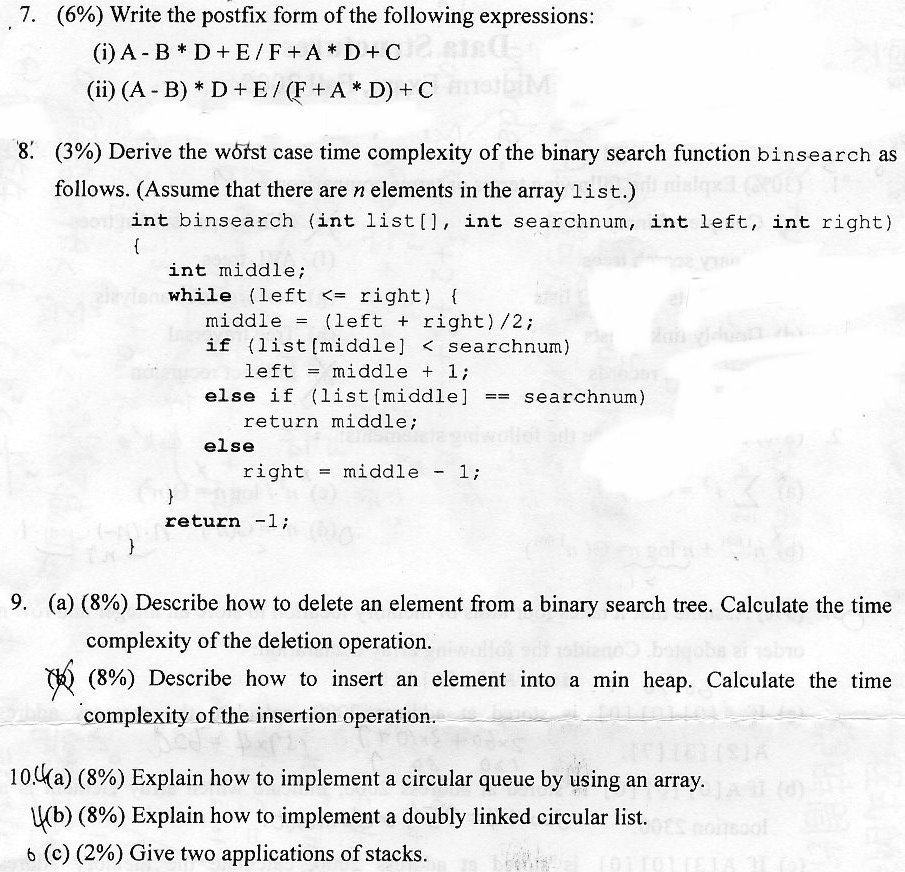 7. (6%) Write the postfix form of the following expressions:
(i) A - B * D + E / F + A * D + C
(ii) (A - B) * D + E / (F + A * D) + C
8. (3%) Derive the worst case time complexity of the binary search function binsearch as
follows. (Assume that there are n elements in the array list.)
int binsearch (int list[], int searchnum, int left, int right)
{
int middle;
while (left <= right) {
middle = (left + right)/2;
if (list[middle] < searchnum)
left = middle + 1;
else if (list[middle] == searchnum)
return middle;
else
right = middle - 1;
}
return -1;
}
9. (a) (8%) Describe how to delete an element from a binary search tree. Calculate the time
complexity of the deletion operation.
(b) (8%) Describe how to insert an element into a min heap. Calculate the time
complexity of the insertion operation.
10. (a) (8%) Explain how to implement a circular queue by using an array.
(b) (8%) Explain how to implement a doubly linked circular list.
6 (c) (2%) Give two applications of stacks.